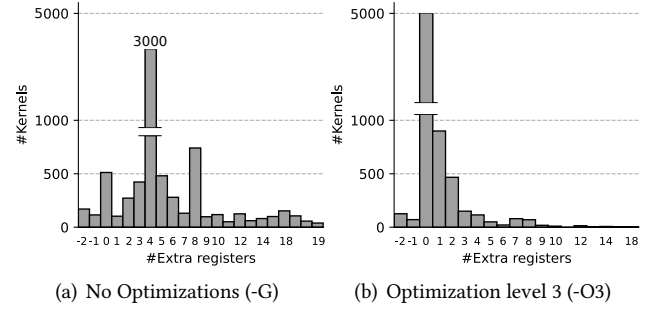 5000
3000
#Kernels
1000
500
0
-2 -1 0 1 2 3 4 5 6 7 8 9 10 12 14 18 19
#Extra registers
(a) No Optimizations (-G)
5000
#Kernels
1000
500
0
-2 -1 0 1 2 3 4 5 6 7 8 9 10 12 14 18
#Extra registers
(b) Optimization level 3 (-O3)